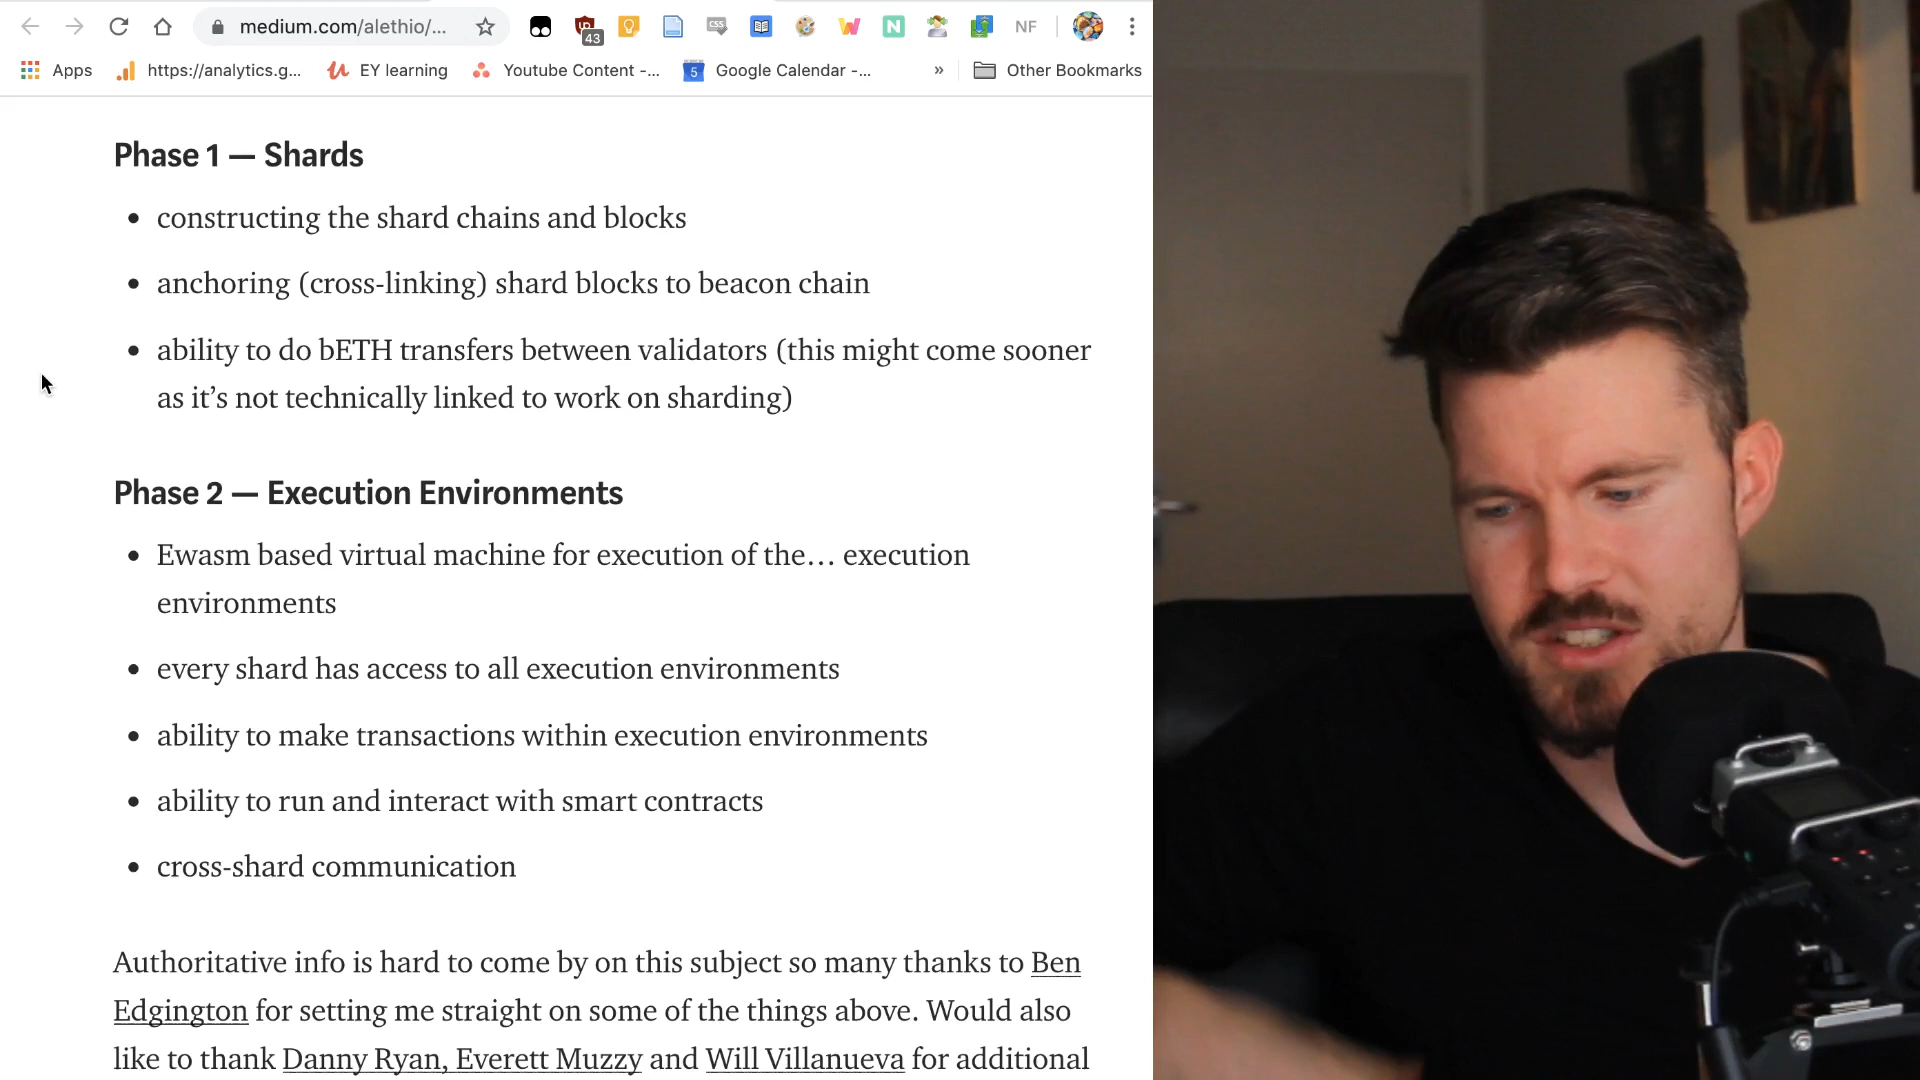 medium.com/alethio/...
43
CSS
NF
Apps
https://analytics.g...
EY learning
Youtube Content -...
5
Google Calendar -...
»
Other Bookmarks
Phase 1 — Shards
• constructing the shard chains and blocks
• anchoring (cross-linking) shard blocks to beacon chain
• ability to do bETH transfers between validators (this might come sooner
as it’s not technically linked to work on sharding)
Phase 2 — Execution Environments
• Ewasm based virtual machine for execution of the… execution
environments
• every shard has access to all execution environments
• ability to make transactions within execution environments
• ability to run and interact with smart contracts
• cross-shard communication
Authoritative info is hard to come by on this subject so many thanks to Ben
Edgington for setting me straight on some of the things above. Would also
like to thank Danny Ryan, Everett Muzzy and Will Villanueva for additional